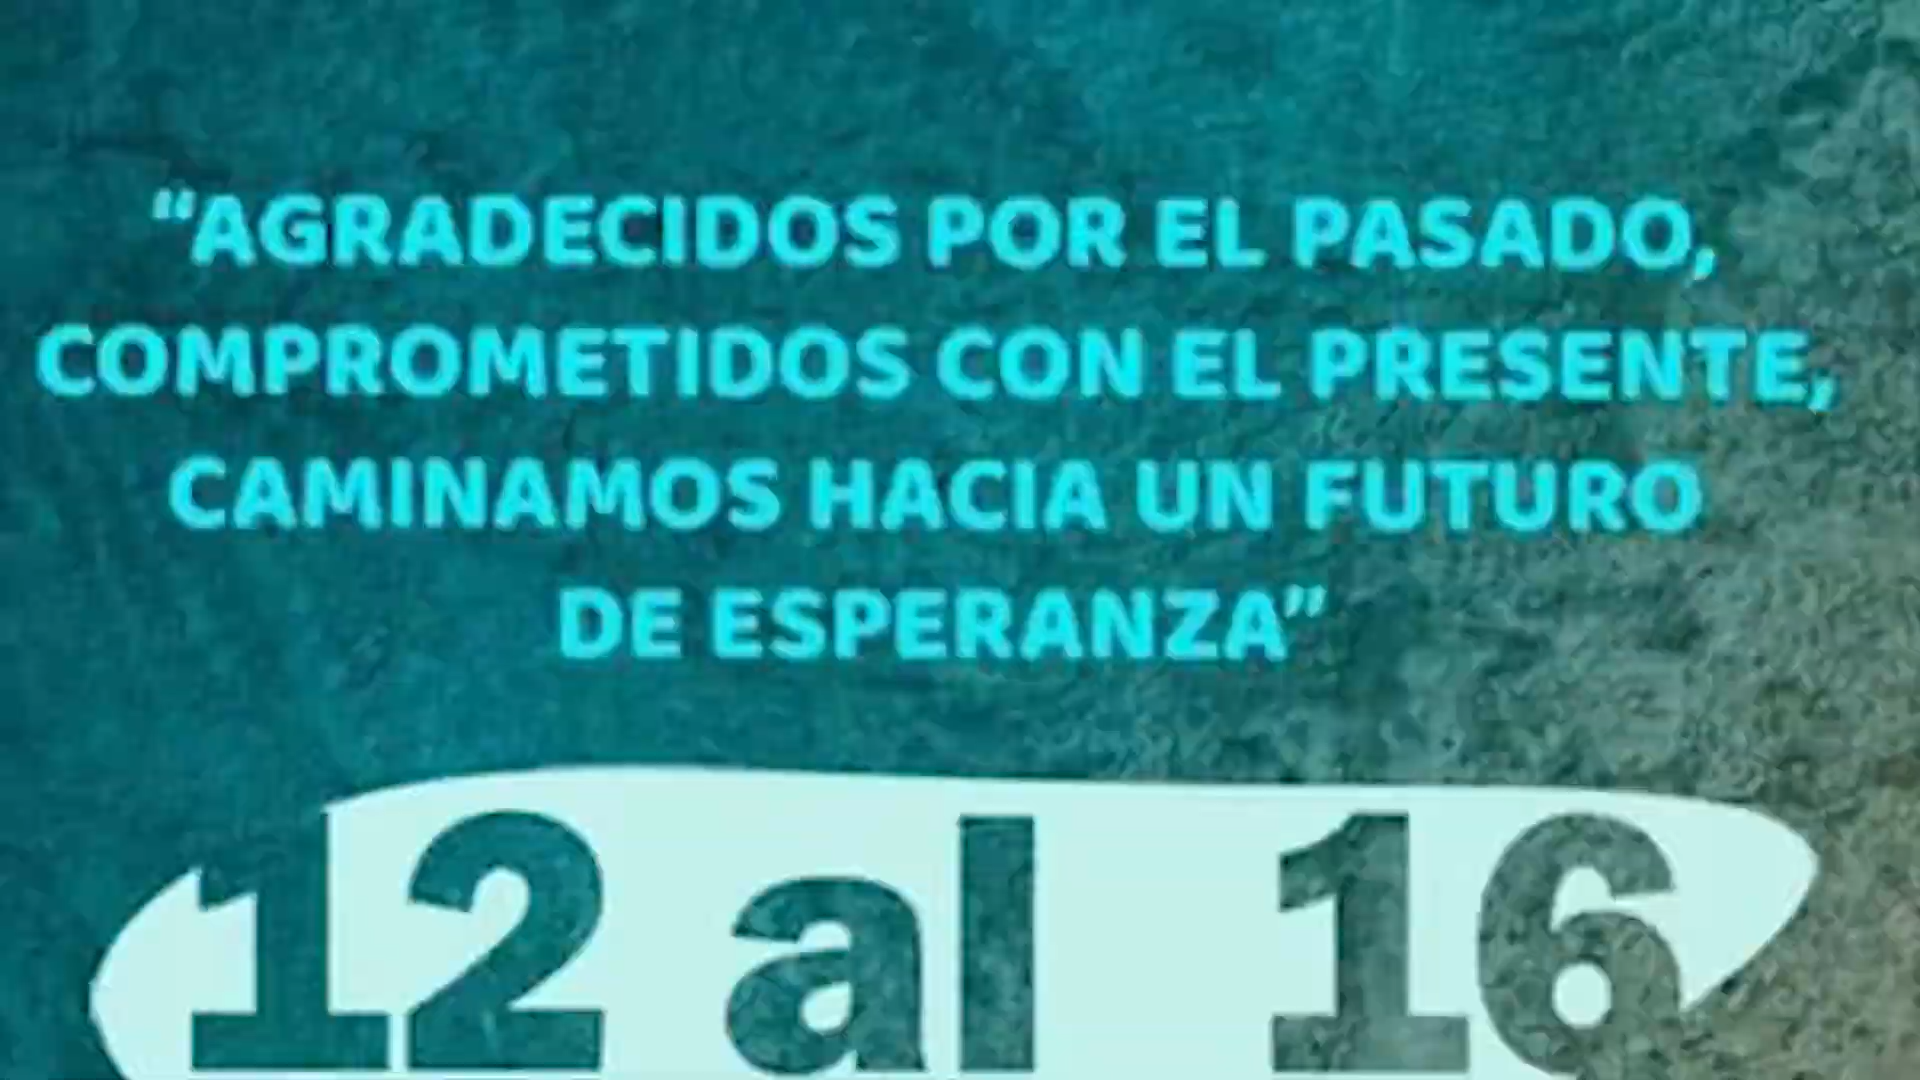 “AGRADECIDOS POR EL PASADO,
COMPROMETIDOS CON EL PRESENTE,
CAMINAMOS HACIA UN FUTURO
DE ESPERANZA”
12 al 16